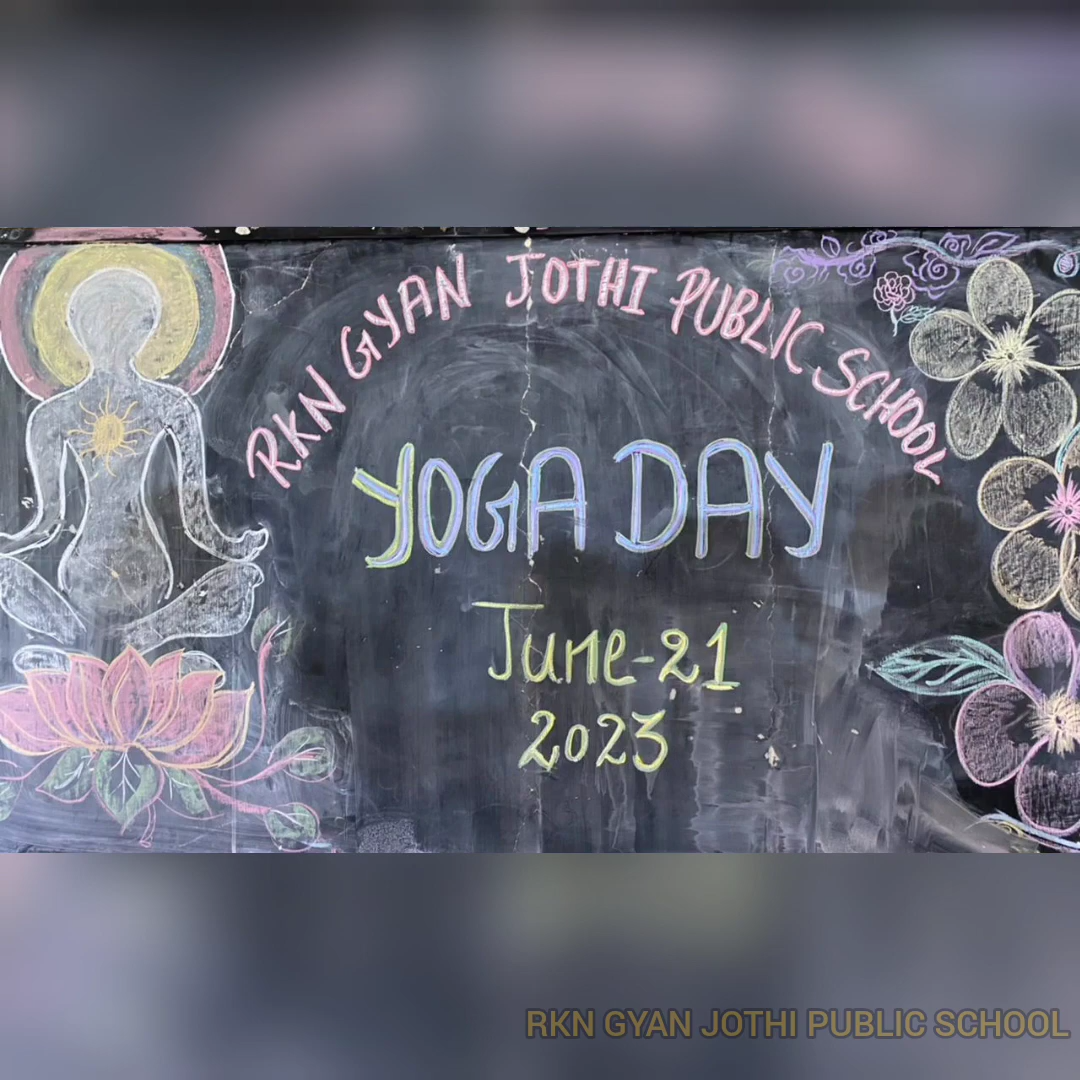 RKN GYAN JOTHI PUBLIC SCHOOL
YOGA DAY
June-21
2023
RKN GYAN JOTHI PUBLIC SCHOOL